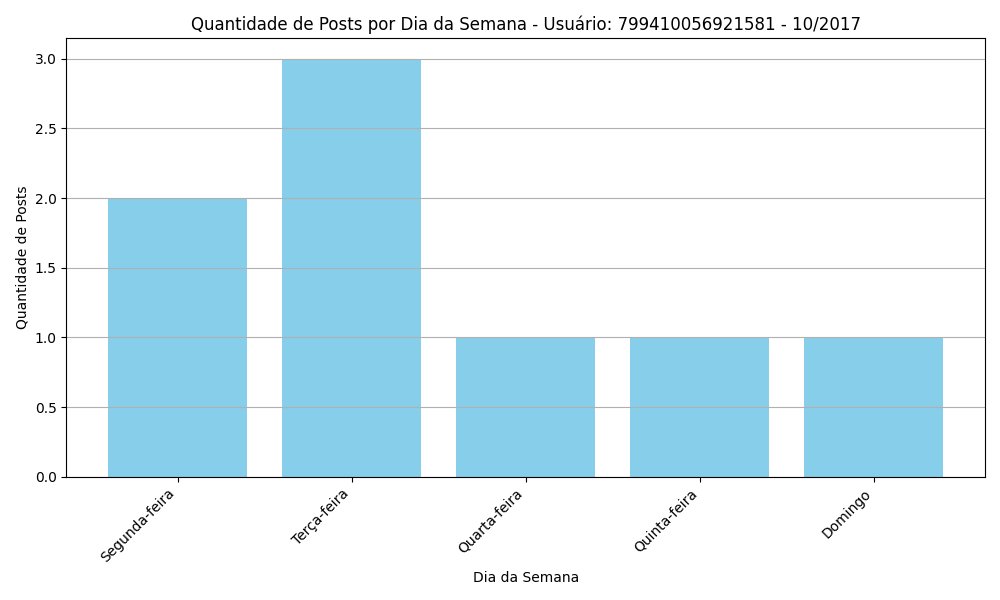 Quantidade de Posts por Dia da Semana - Usuário: 799410056921581 - 10/2017
Quantidade de Posts
3.0
2.5
2.0
1.5
1.0
0.5
0.0
Segunda-feira
Terça-feira
Quarta-feira
Quinta-feira
Domingo
Dia da Semana